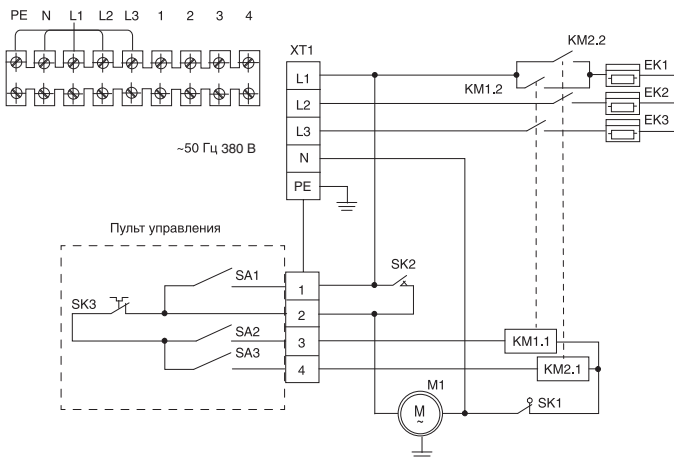 PE N L1 L2 L3 1 2 3 4
~50 Гц 380 В
XT1
L1
L2
L3
N
PE
KM2.2
KM1.2
EK1
EK2
EK3
Пульт управления
SA1
SK3
SA2
SA3
1
2
3
4
SK2
KM1.1
KM2.1
M1
M
~
SK1